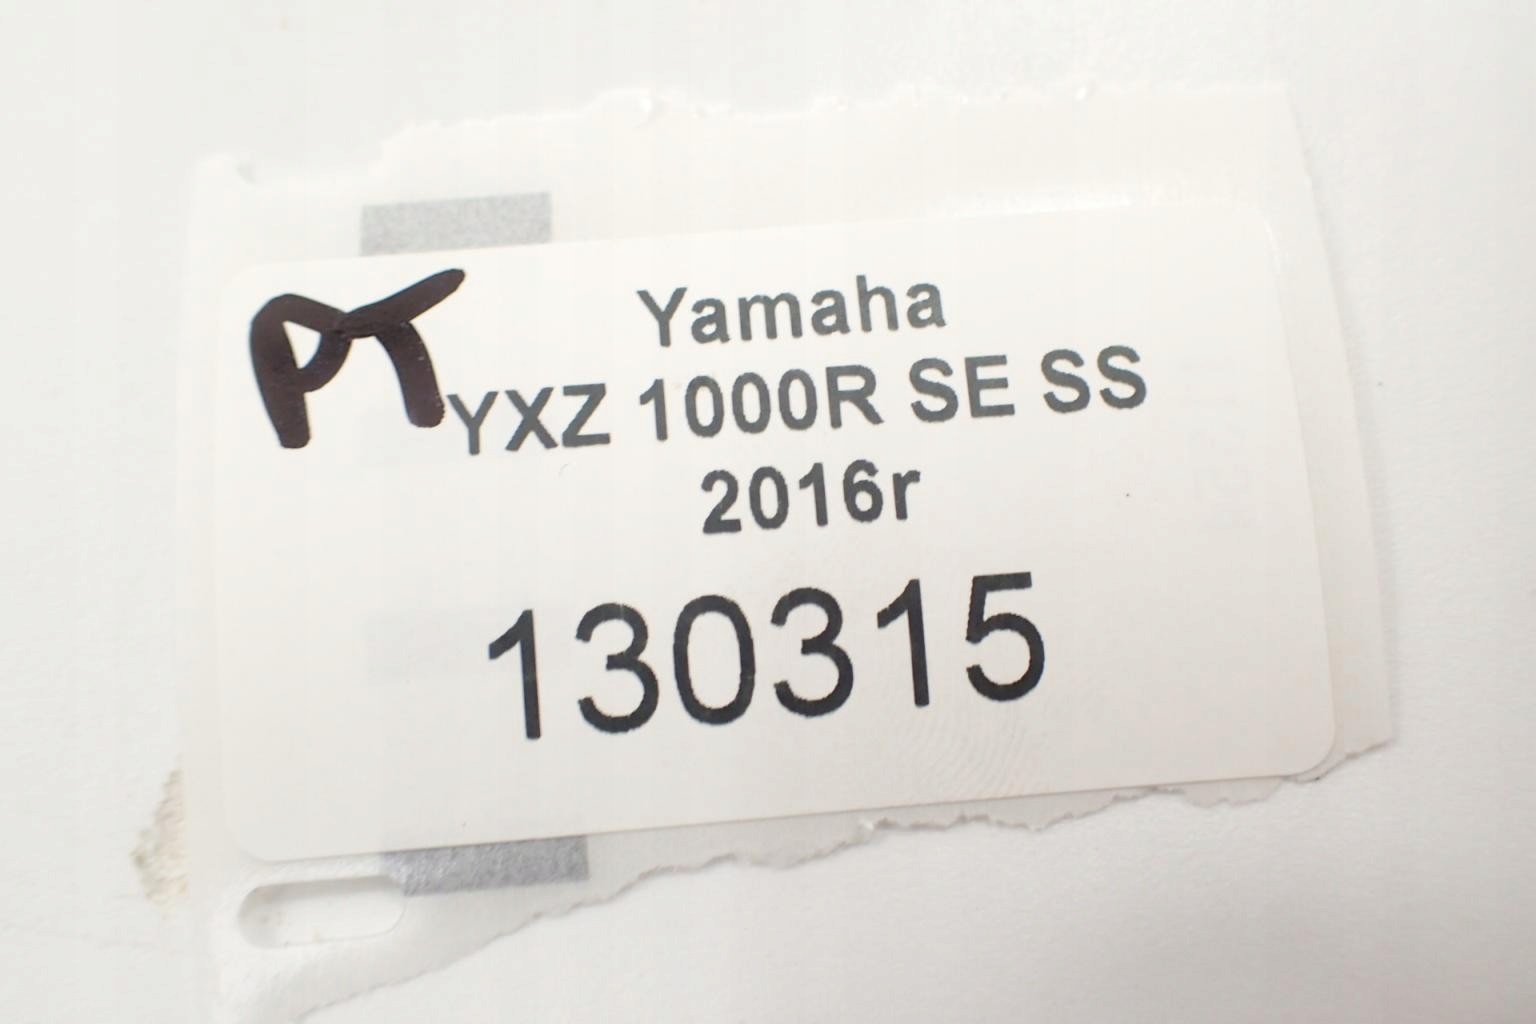 PT
Yamaha
YXZ 1000R SE SS
2016r
130315